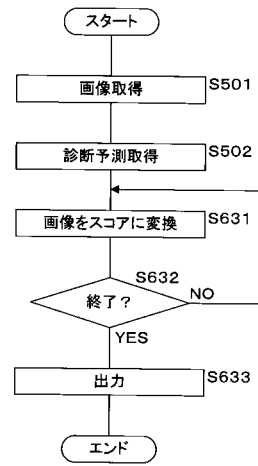 スタート
画像取得
S501
診断予測取得
S502
画像をスコアに変換
S631
S632
終了?
NO
YES
出力
S633
エンド